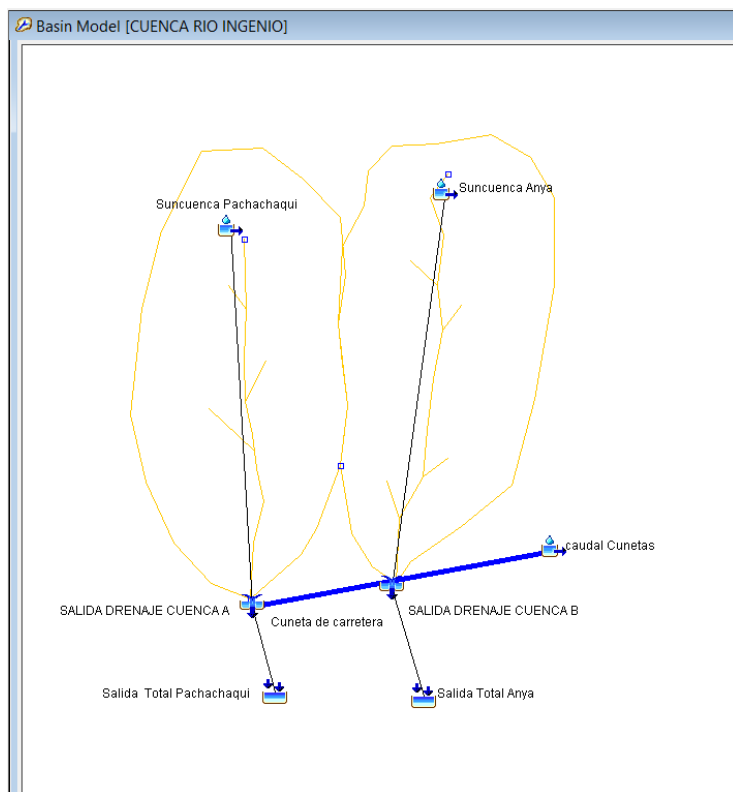 Basin Model [CUENCA RIO INGENIO]
Suncuenca Anya
Suncuenca Pachachaqui
caudal Cunetas
SALIDA DRENAJE CUENCA A
SALIDA DRENAJE CUENCA B
Cuneta de carretera
Salida Total Pachachaqui
Salida Total Anya